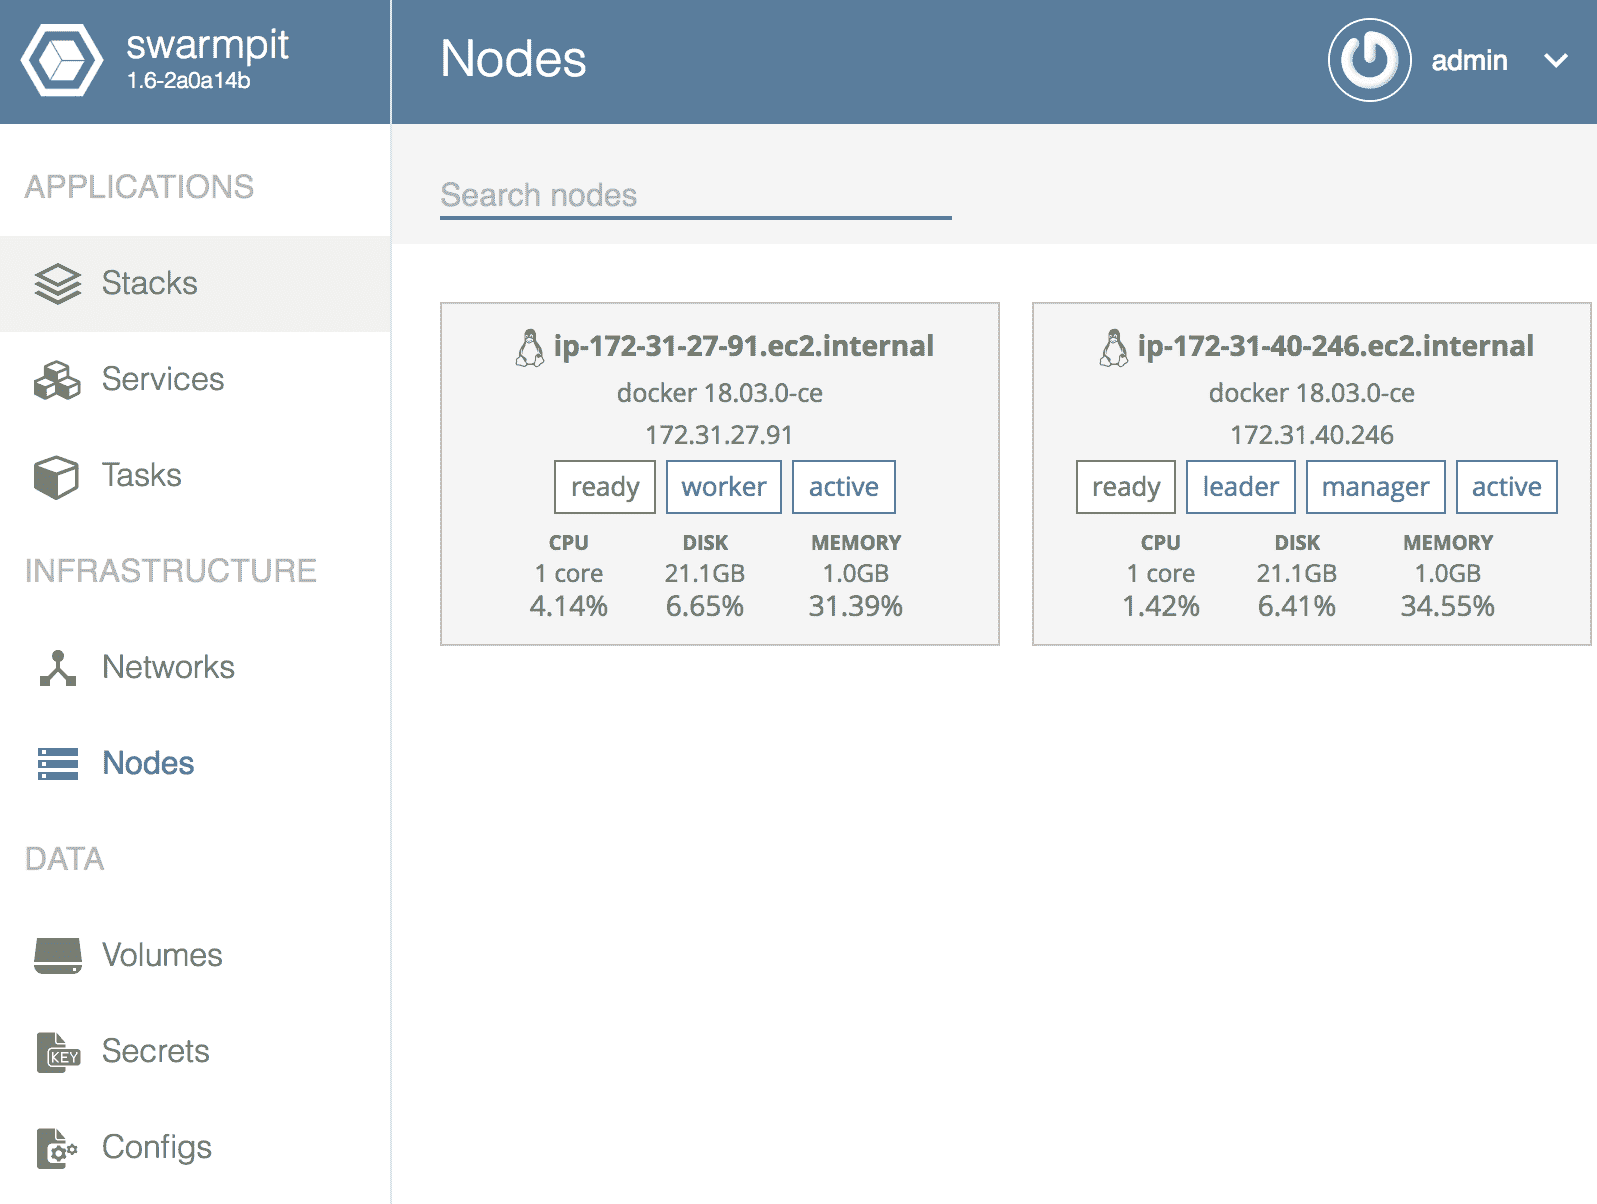 swarmpit
1.6-2a0a14b
Nodes
admin
APPLICATIONS
Stacks
Services
Tasks
INFRASTRUCTURE
Networks
Nodes
DATA
Volumes
KEY
Secrets
Configs
Search nodes
ip-172-31-27-91.ec2.internal
docker 18.03.0-ce
172.31.27.91
ready worker active
CPU DISK MEMORY
1 core 21.1GB 1.0GB
4.14% 6.65% 31.39%
ip-172-31-40-246.ec2.internal
docker 18.03.0-ce
172.31.40.246
ready leader manager active
CPU DISK MEMORY
1 core 21.1GB 1.0GB
1.42% 6.41% 34.55%